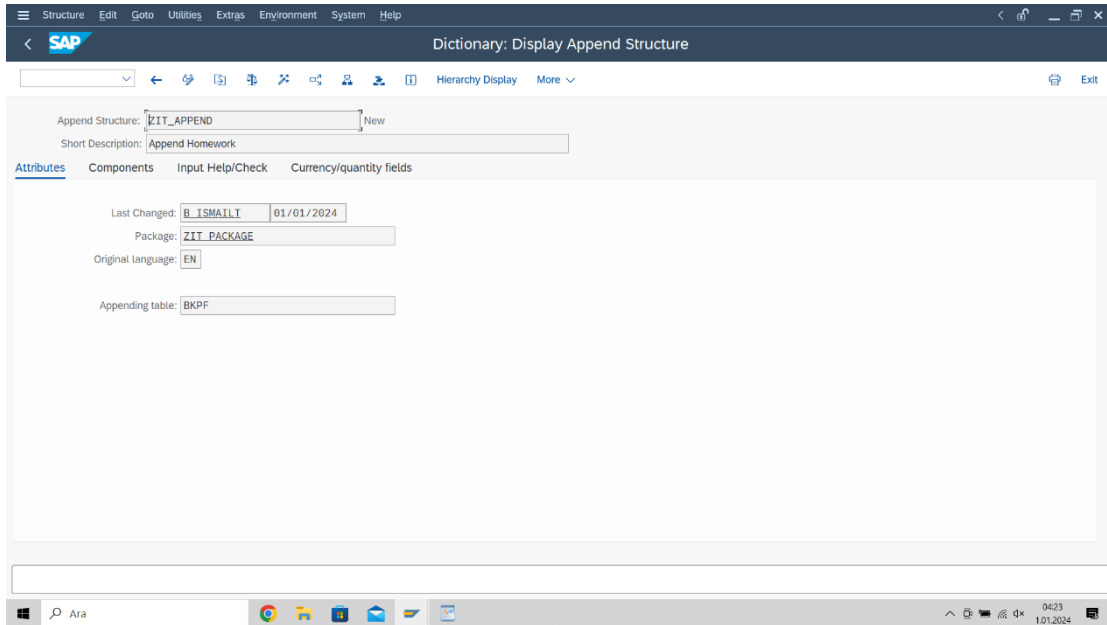 Structure Edit Goto Utilities Extras Environment System Help
SAP Dictionary: Display Append Structure
Hierarchy Display More Exit
Append Structure: ZIT_APPEND New
Short Description: Append Homework
Attributes Components Input Help/Check Currency/quantity fields
Last Changed: B_ISMAILT 01/01/2024
Package: ZIT_PACKAGE
Original language: EN
Appending table: BKPF
Ara 04:23
1.01.2024